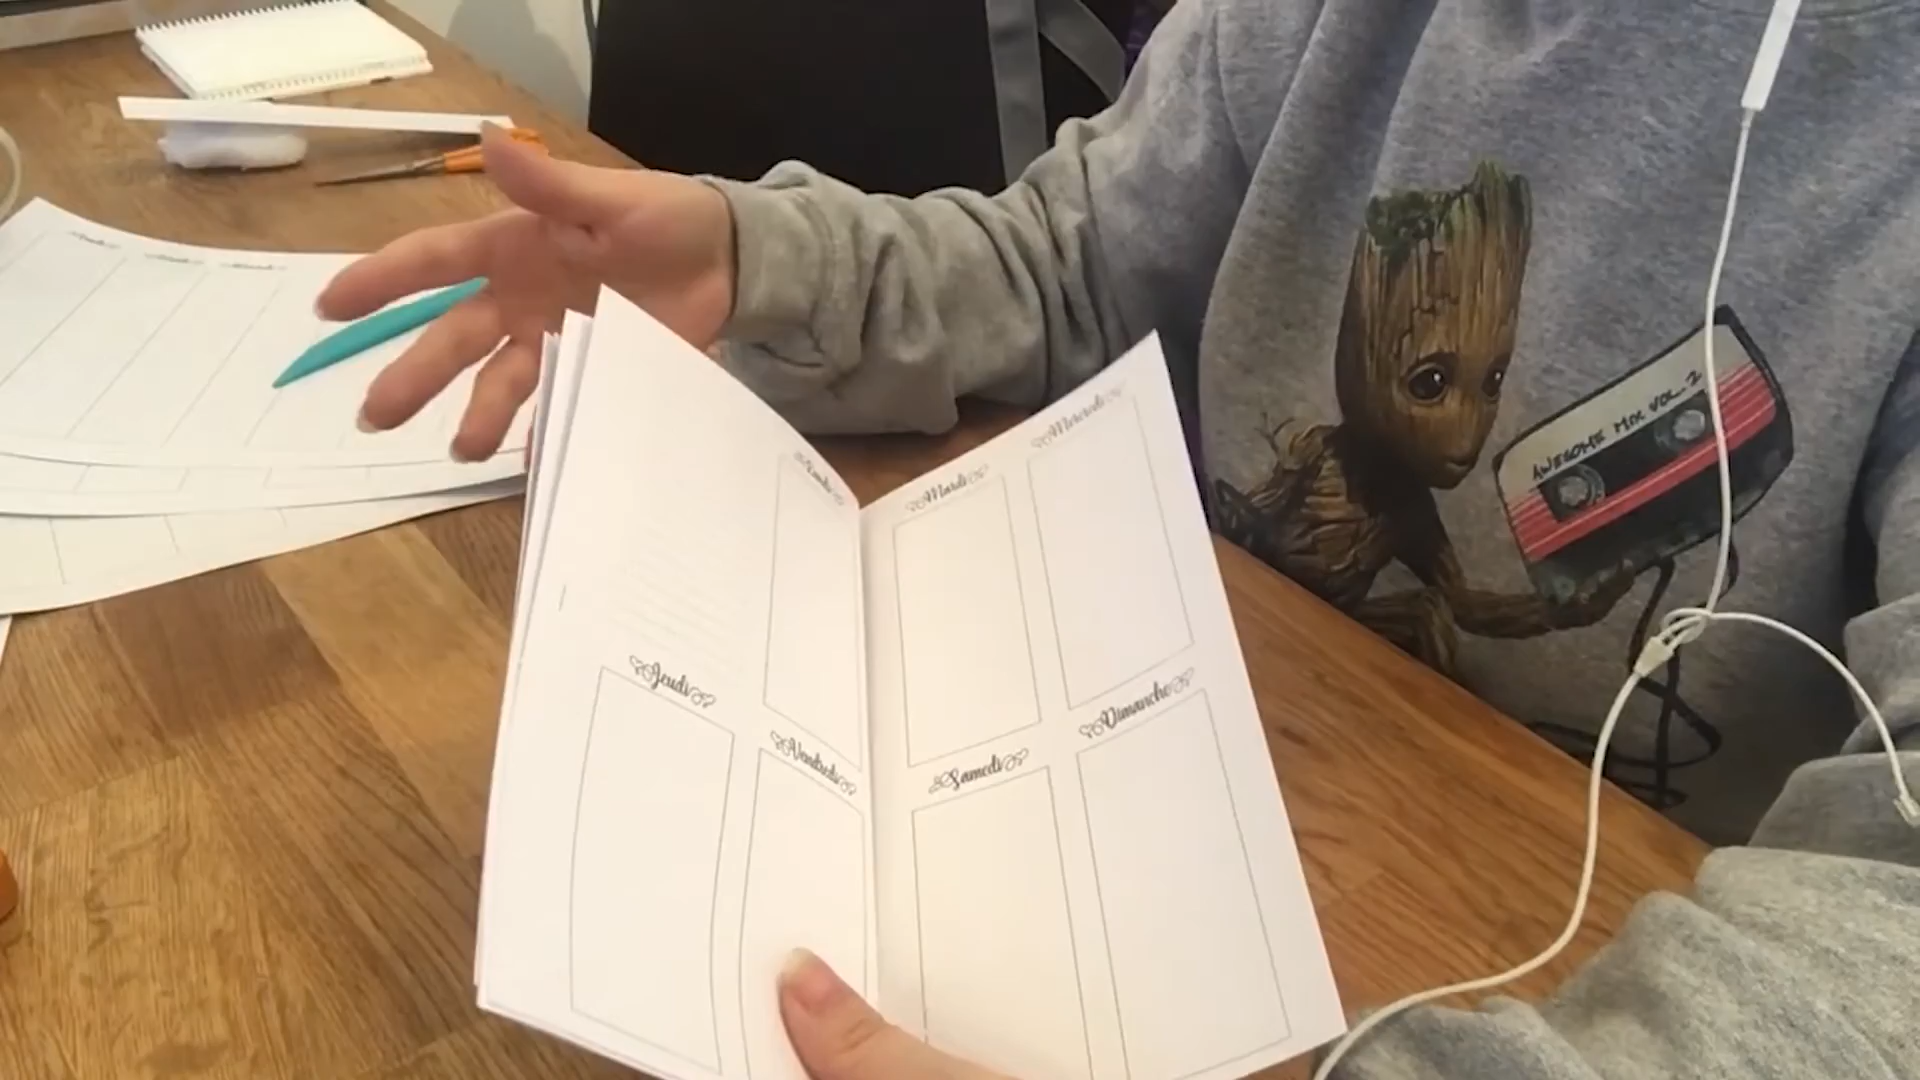 Lundi
Mardi
Mercredi
Jeudi
Vendredi
Samedi
Dimanche
AWESOME MIX VOL. 2